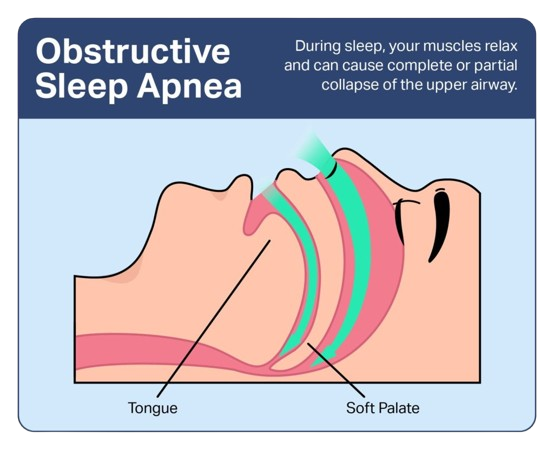 Obstructive
Sleep Apnea
During sleep, your muscles relax
and can cause complete or partial
collapse of the upper airway.
Tongue
Soft Palate